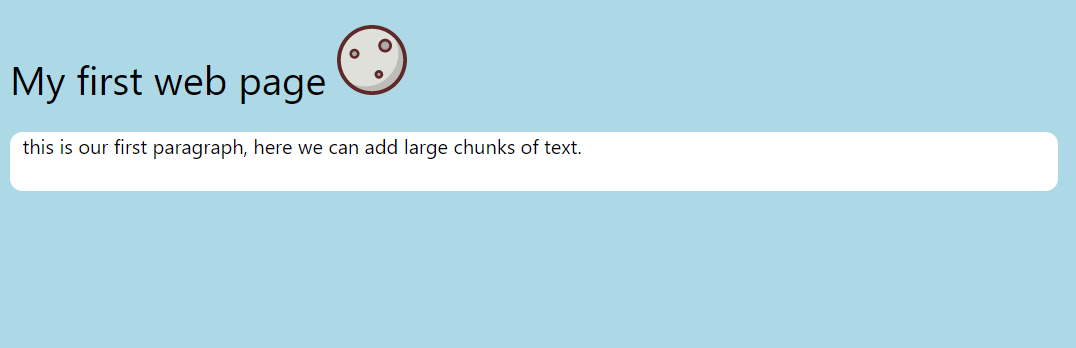 My first web page
this is our first paragraph, here we can add large chunks of text.